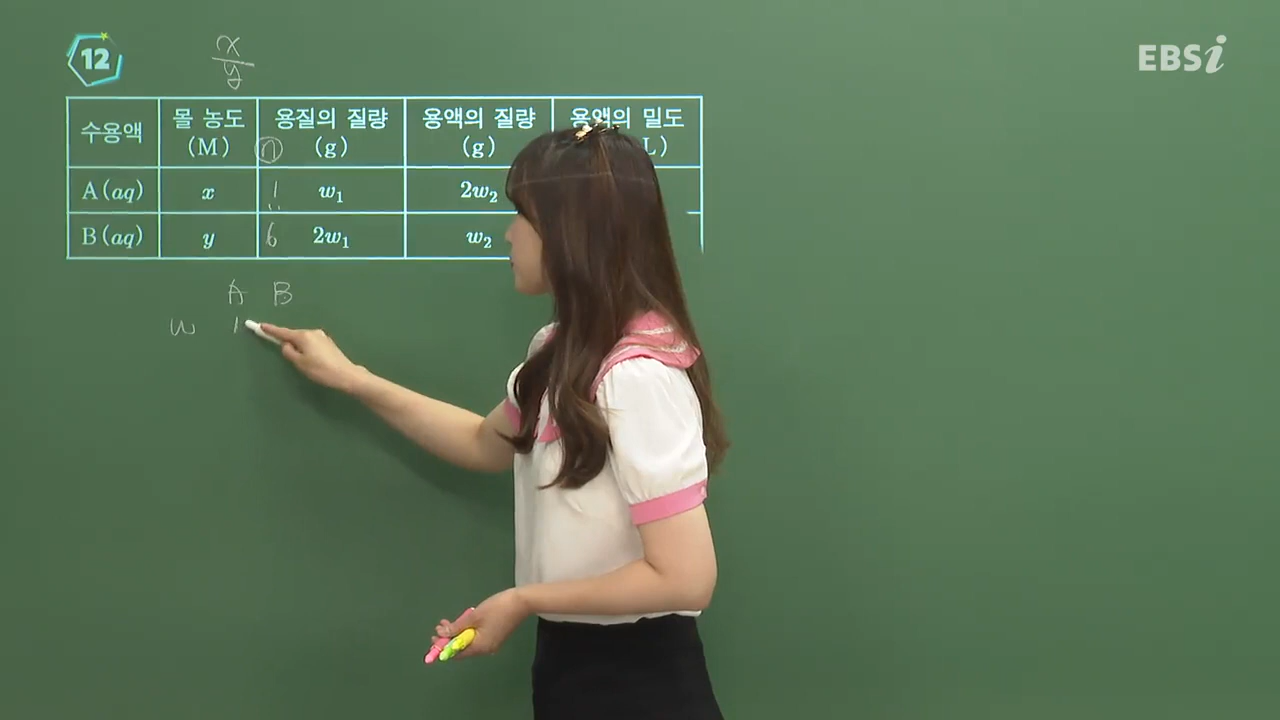 12
x/y
EBSi
수용액 몰 농도 (M) n 용질의 질량 (g) 용액의 질량 (g) 용액의 밀도 L)
A(aq) x 1 w₁ 2w₂
B(aq) y 6 2w₁ w₂
A B
w 1